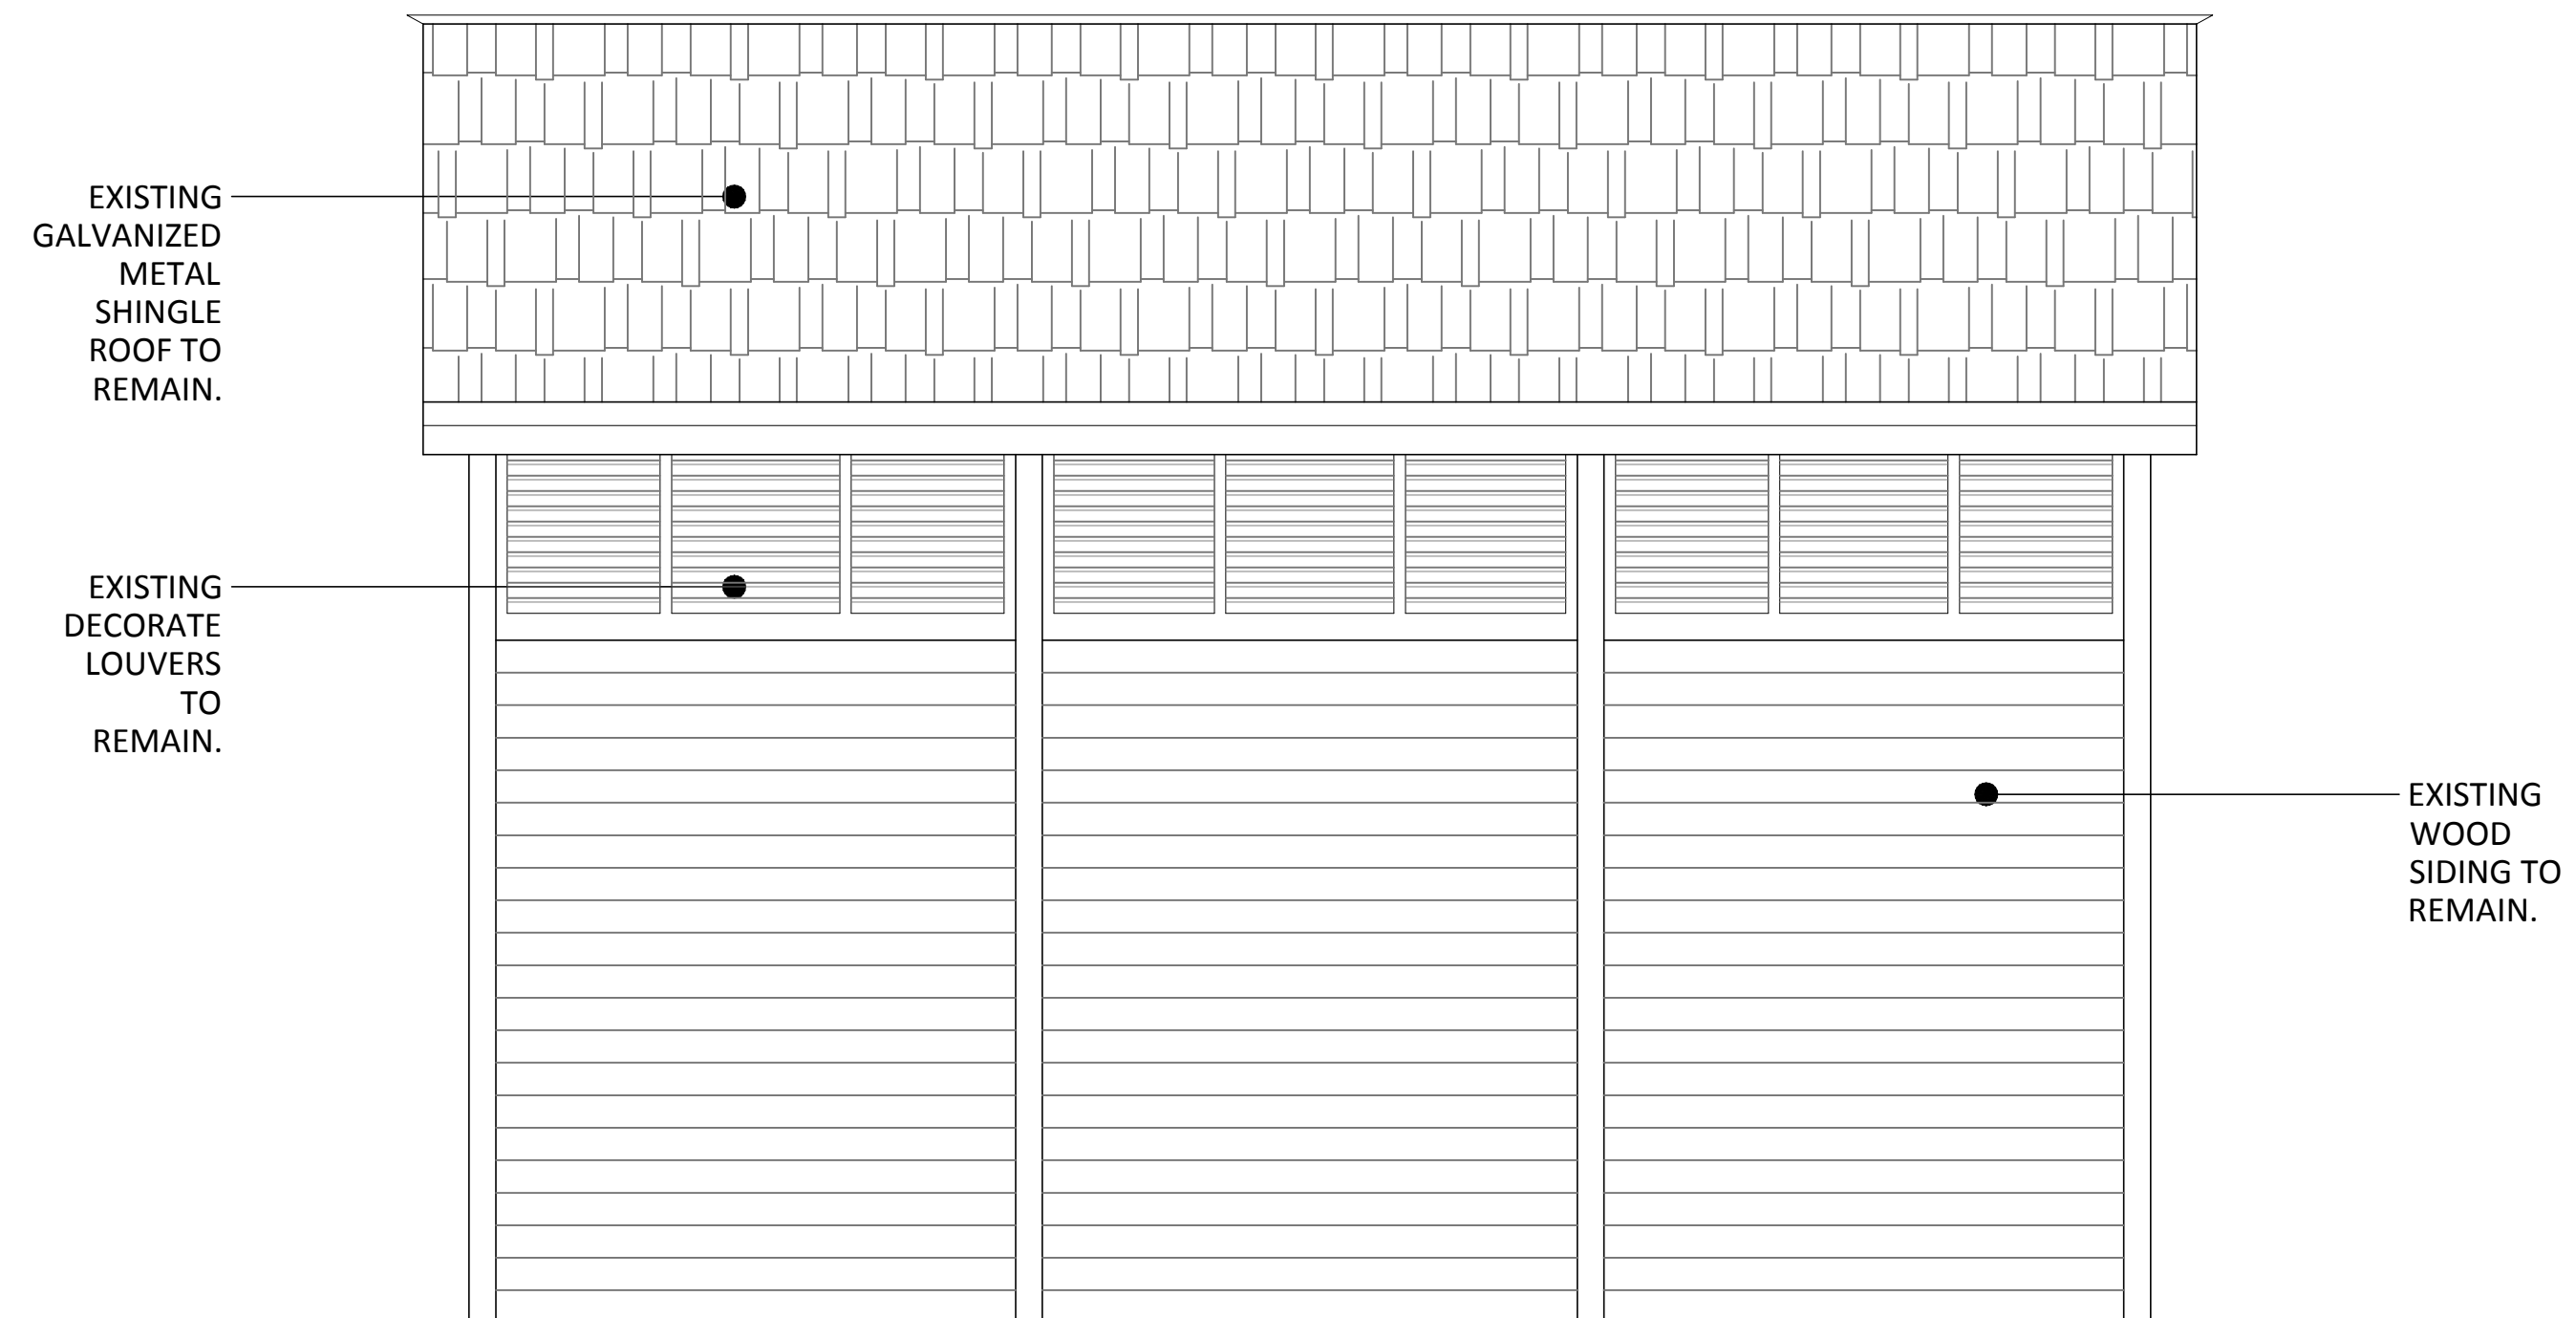 EXISTING
GALVANIZED
METAL
SHINGLE
ROOF TO
REMAIN.
EXISTING
DECORATE
LOUVERS
TO
REMAIN.
EXISTING
WOOD
SIDING TO
REMAIN.